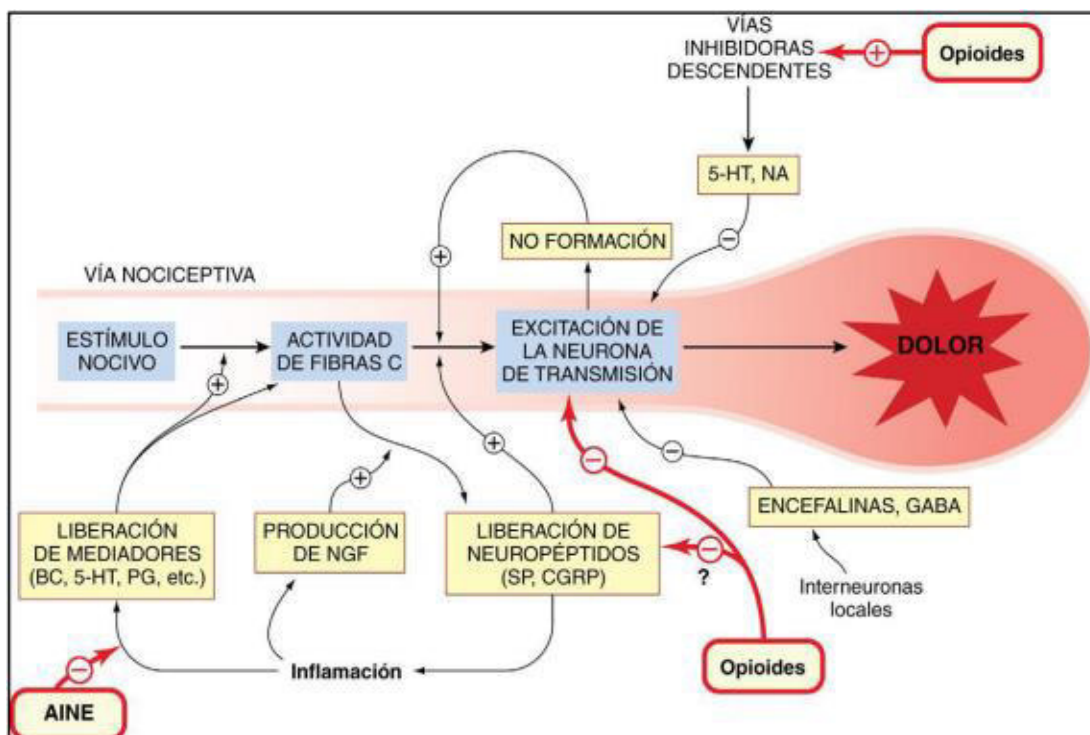 VÍAS
INHIBIDORAS
DESCENDENTES
+
Opioides
5-HT, NA
−
NO FORMACIÓN
+
VÍA NOCICEPTIVA
ESTÍMULO
NOCIVO
ACTIVIDAD
DE FIBRAS C
EXCITACIÓN DE
LA NEURONA
DE TRANSMISIÓN
DOLOR
+
+
−
−
+
LIBERACIÓN
DE MEDIADORES
(BC, 5-HT, PG, etc.)
PRODUCCIÓN
DE NGF
LIBERACIÓN DE
NEUROPÉPTIDOS
(SP, CGRP)
−
?
ENCEFALINAS, GABA
Interneuronas
locales
Inflamación
−
AINE
Opioides